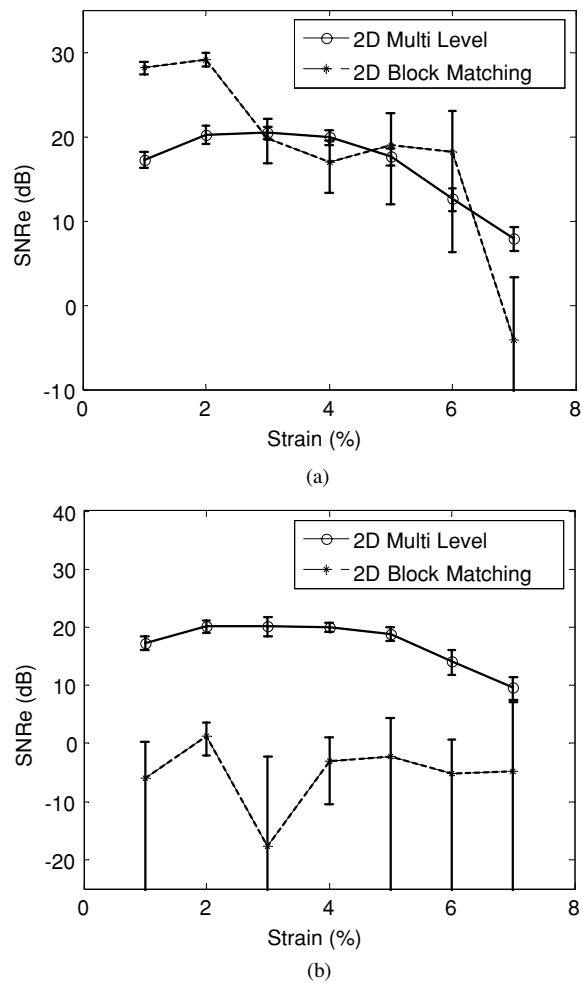 30
20
10
0
-10
SNRe (dB)
2D Multi Level
2D Block Matching
0 2 4 6 8
Strain (%)
(a)
40
30
20
10
0
-10
-20
SNRe (dB)
2D Multi Level
2D Block Matching
0 2 4 6 8
Strain (%)
(b)